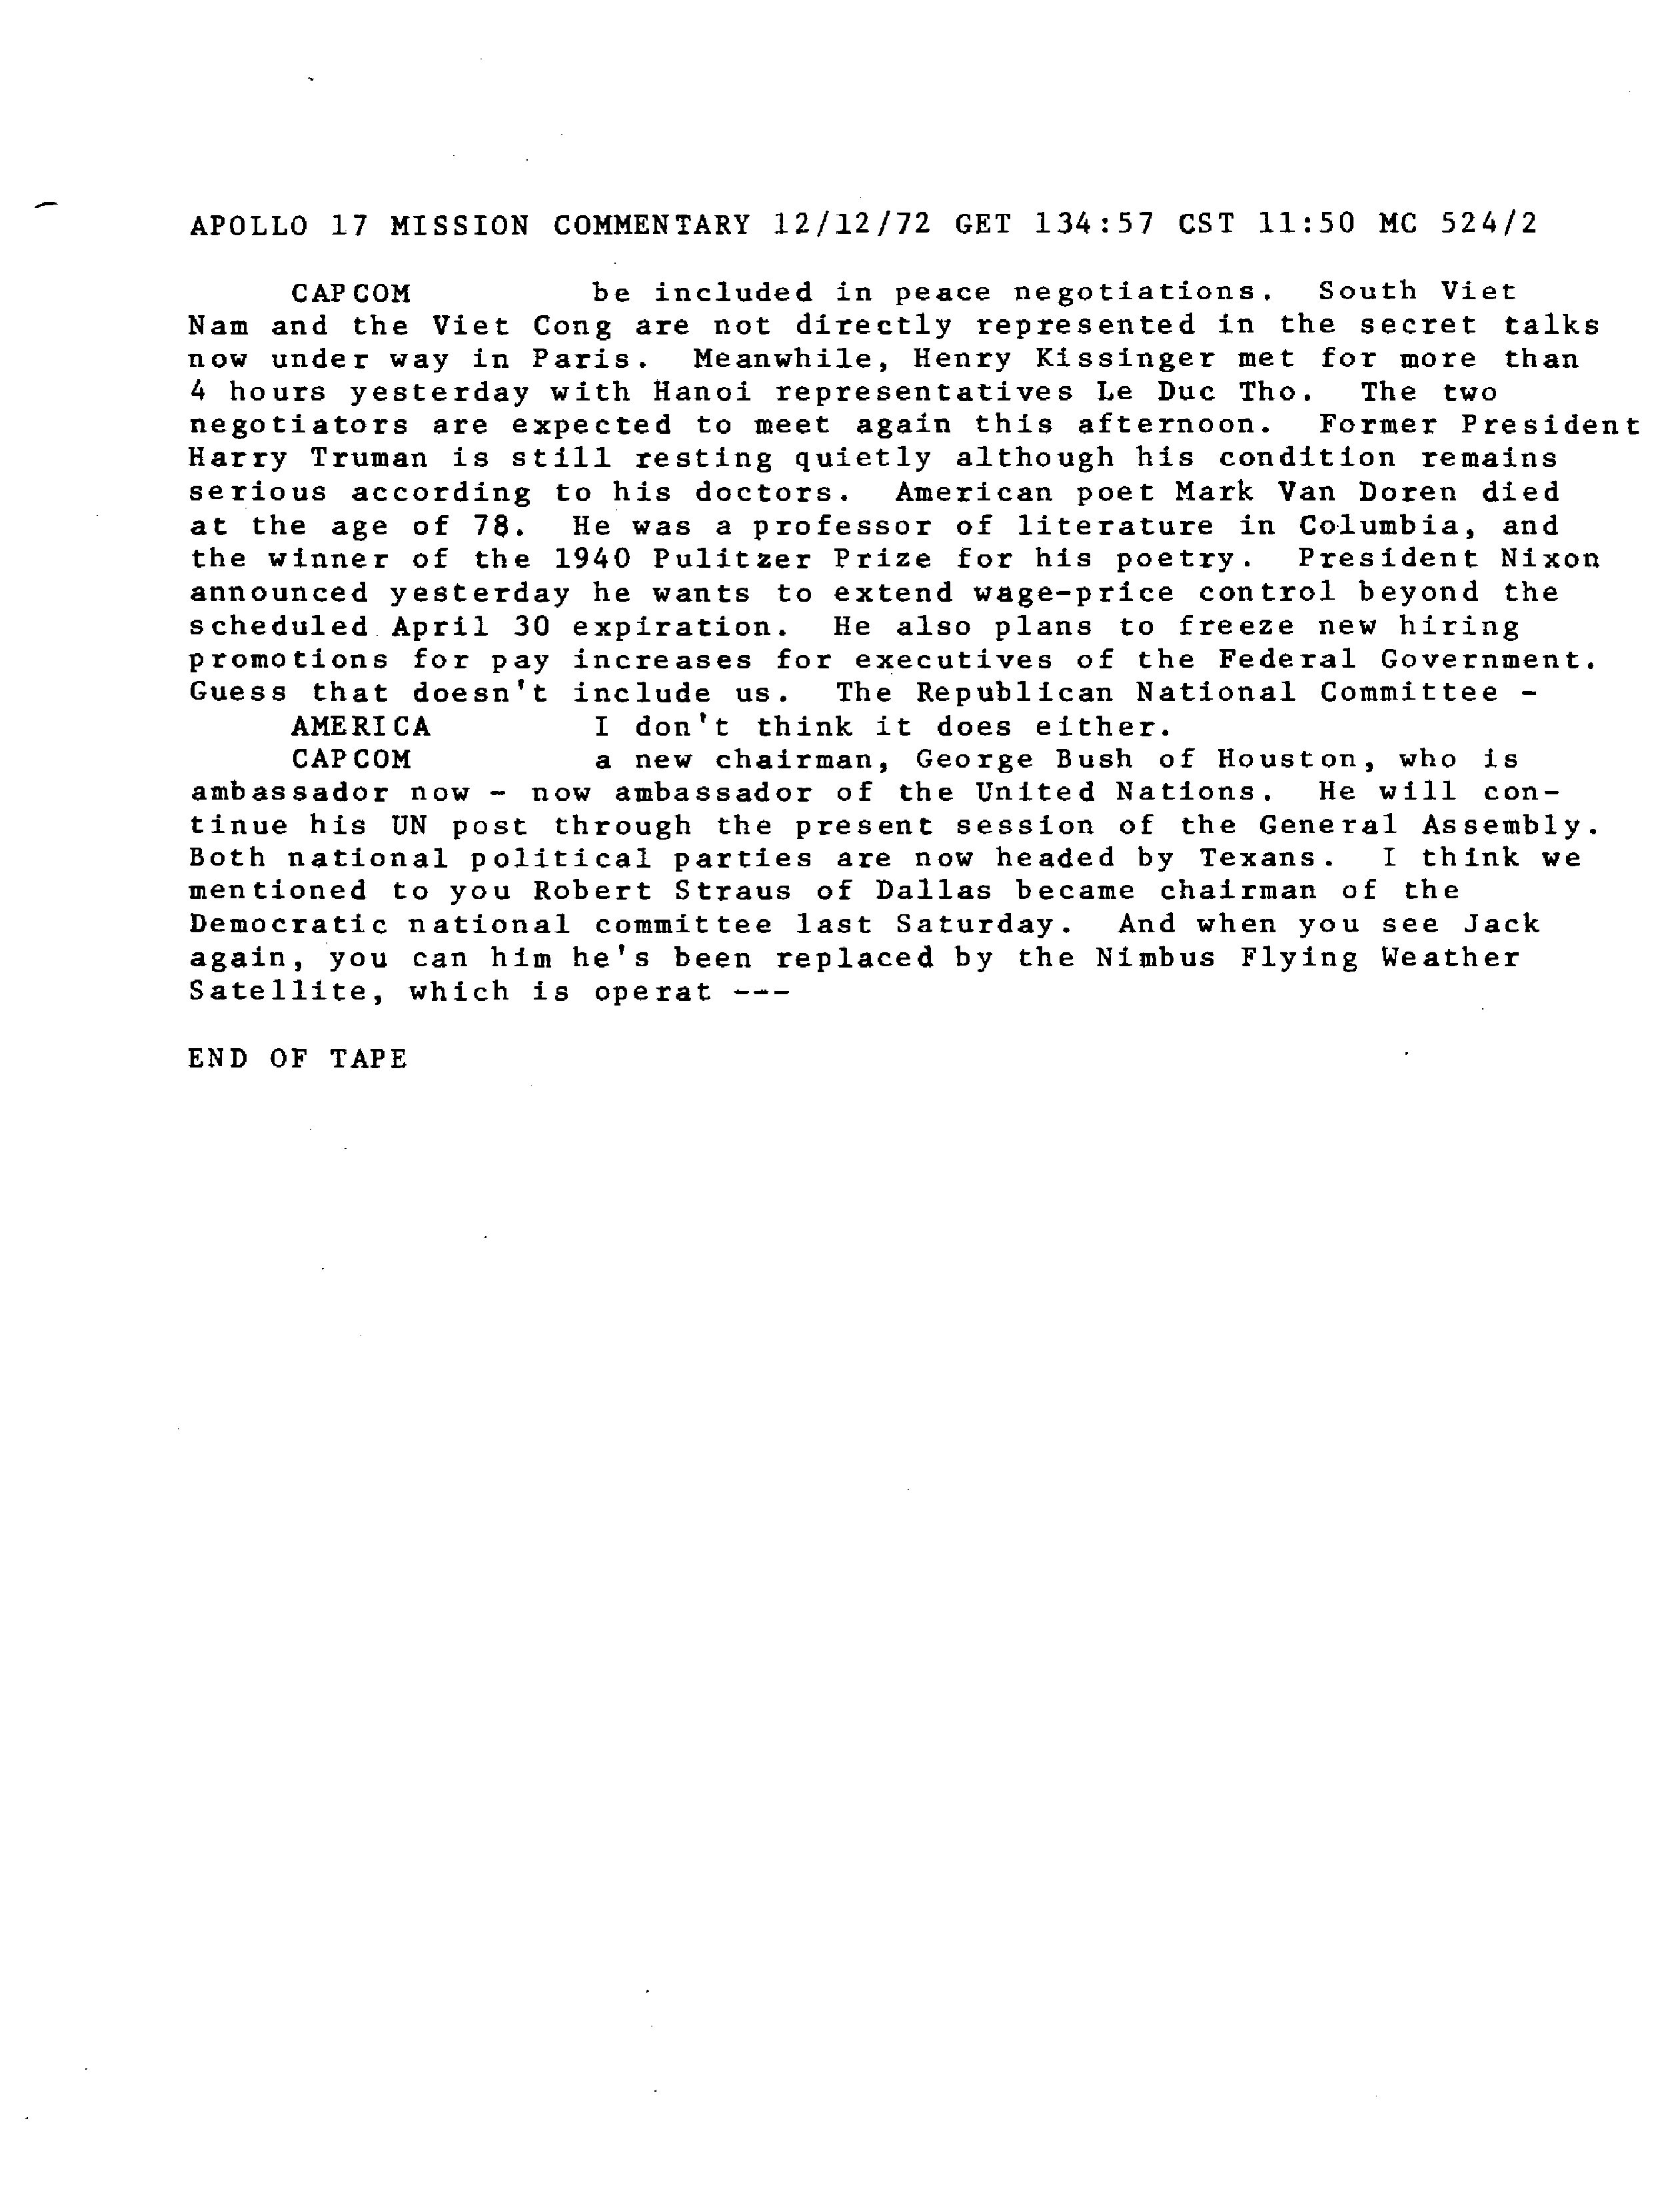 APOLLO 17 MISSION COMMENTARY 12/12/72 GET 134:57 CST 11:50 MC 524/2
CAPCOM be included in peace negotiations. South Viet
Nam and the Viet Cong are not directly represented in the secret talks
now under way in Paris. Meanwhile, Henry Kissinger met for more than
4 hours yesterday with Hanoi representatives Le Duc Tho. The two
negotiators are expected to meet again this afternoon. Former President
Harry Truman is still resting quietly although his condition remains
serious according to his doctors. American poet Mark Van Doren died
at the age of 78. He was a professor of literature in Columbia, and
the winner of the 1940 Pulitzer Prize for his poetry. President Nixon
announced yesterday he wants to extend wage-price control beyond the
scheduled April 30 expiration. He also plans to freeze new hiring
promotions for pay increases for executives of the Federal Government.
Guess that doesn't include us. The Republican National Committee -
AMERICA I don't think it does either.
CAPCOM a new chairman, George Bush of Houston, who is
ambassador now - now ambassador of the United Nations. He will con-
tinue his UN post through the present session of the General Assembly.
Both national political parties are now headed by Texans. I think we
mentioned to you Robert Straus of Dallas became chairman of the
Democratic national committee last Saturday. And when you see Jack
again, you can him he's been replaced by the Nimbus Flying Weather
Satellite, which is operat ---
END OF TAPE